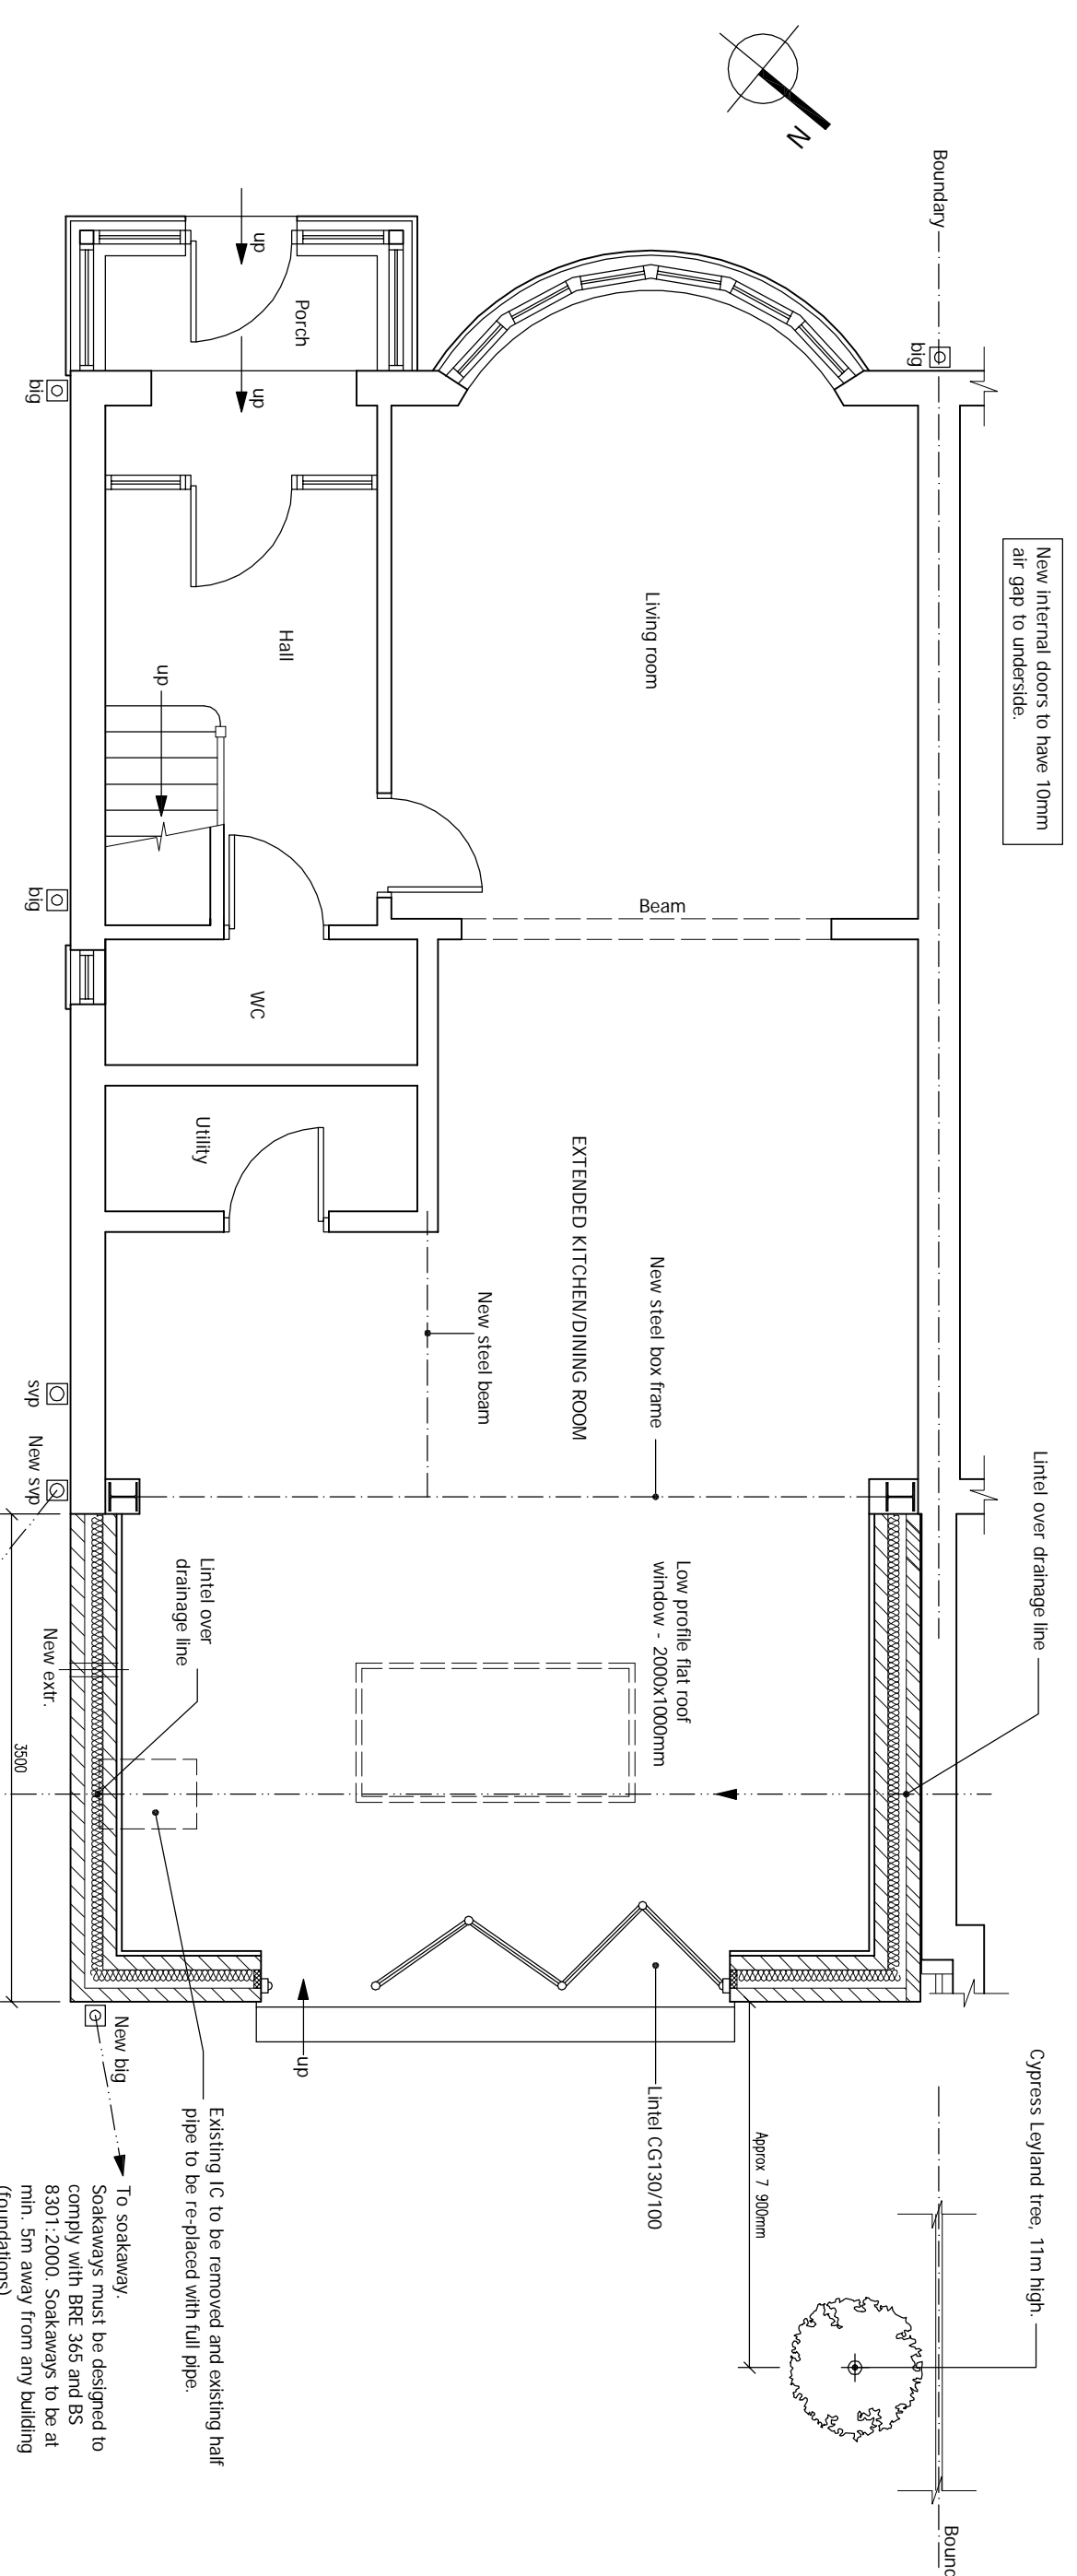 N
Boundary
big
New internal doors to have 10mm
air gap to underside.
up
Porch
up
big
Living room
Hall
up
big
Beam
WC
Utility
EXTENDED KITCHEN/DINING ROOM
New steel box frame
New steel beam
svp
New svp
Lintel over drainage line
Low profile flat roof
window - 2000x1000mm
Lintel over
drainage line
New extr.
3500
Cypress Leyland tree, 11m high.
Lintel CG130/100
Approx 7 900mm
up
New big
Existing IC to be removed and existing half
pipe to be re-placed with full pipe.
To soakaway.
Soakaways must be designed to
comply with BRE 365 and BS
8301:2000. Soakaways to be at
min. 5m away from any building
(foundations)
Bound